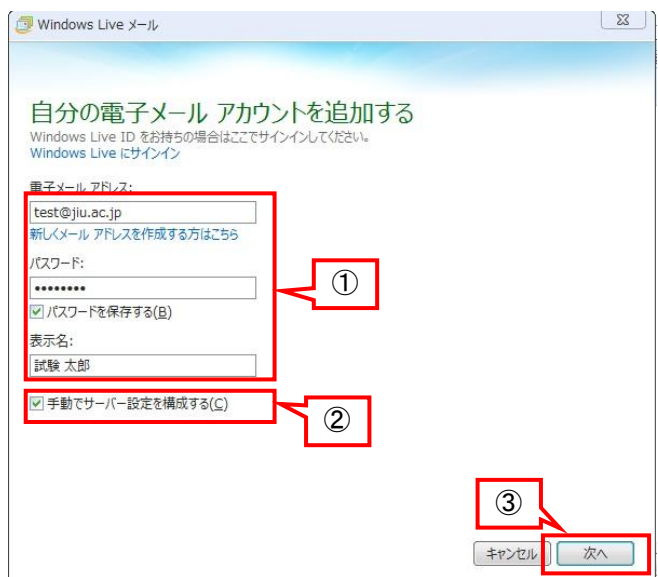 Windows Live メール
自分の電子メール アカウントを追加する
Windows Live ID をお持ちの場合はここでサインインしてください。
Windows Live にサインイン
電子メール アドレス:
test@jiu.ac.jp
新しくメール アドレスを作成する方はこちら
パスワード:
••••••••
①
パスワードを保存する(B)
表示名:
試験 太郎
手動でサーバー設定を構成する(C)
②
③
キャンセル 次へ